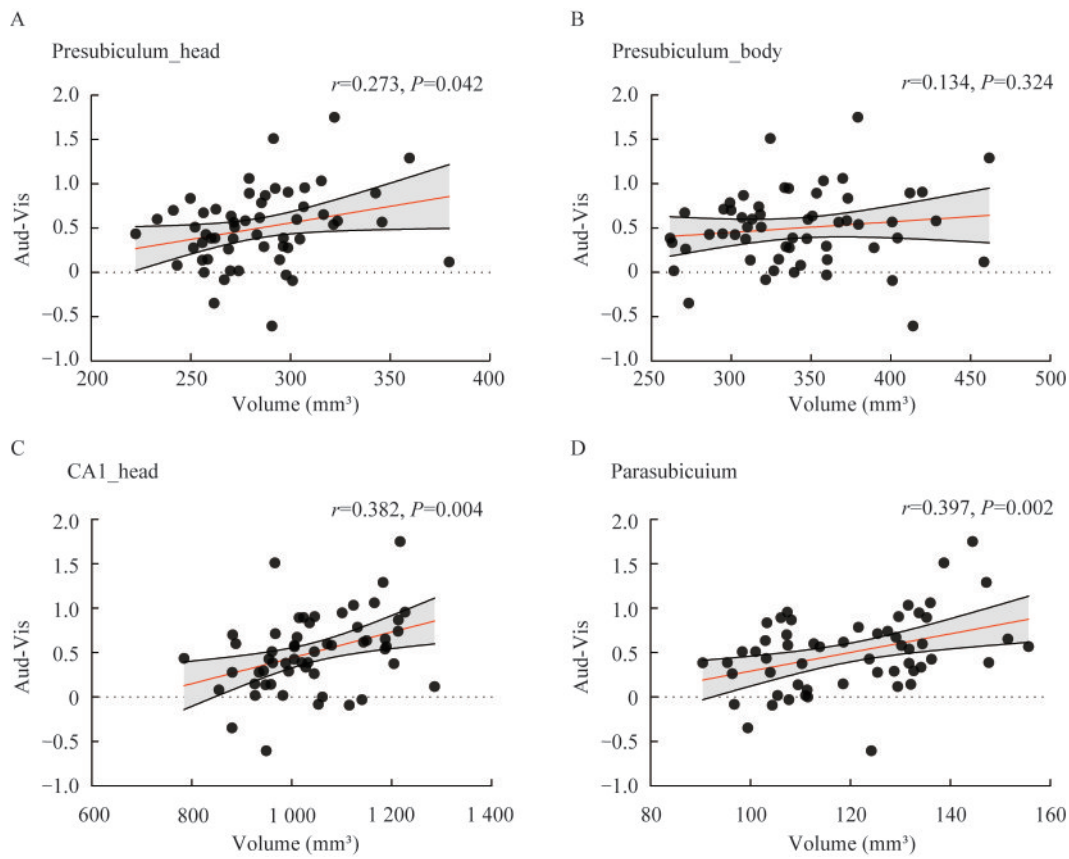 A
Presubiculum_head
r=0.273, P=0.042
2.0
1.5
1.0
0.5
0
−0.5
−1.0
Aud-Vis
200
250
300
350
400
Volume (mm³)
B
Presubiculum_body
r=0.134, P=0.324
2.0
1.5
1.0
0.5
0
−0.5
−1.0
Aud-Vis
250
300
350
400
450
500
Volume (mm³)
C
CA1_head
r=0.382, P=0.004
2.0
1.5
1.0
0.5
0
−0.5
−1.0
Aud-Vis
600
800
1 000
1 200
1 400
Volume (mm³)
D
Parasubicuium
r=0.397, P=0.002
2.0
1.5
1.0
0.5
0
−0.5
−1.0
Aud-Vis
80
100
120
140
160
Volume (mm³)